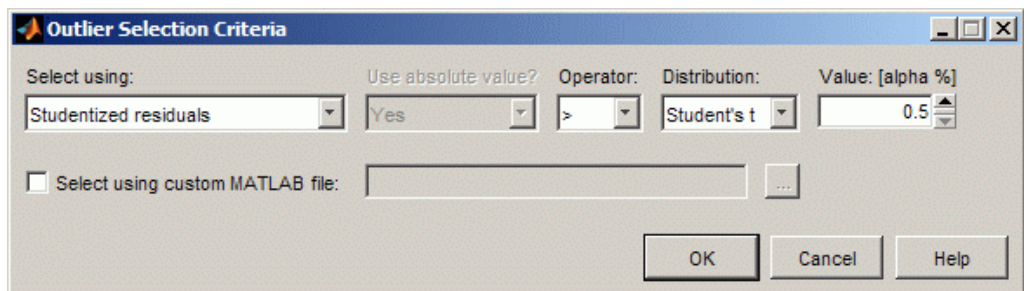 Outlier Selection Criteria
Select using: Use absolute value? Operator: Distribution: Value: [alpha %]
Studentized residuals Yes > Student's t 0.5
Select using custom MATLAB file: ...
OK Cancel Help